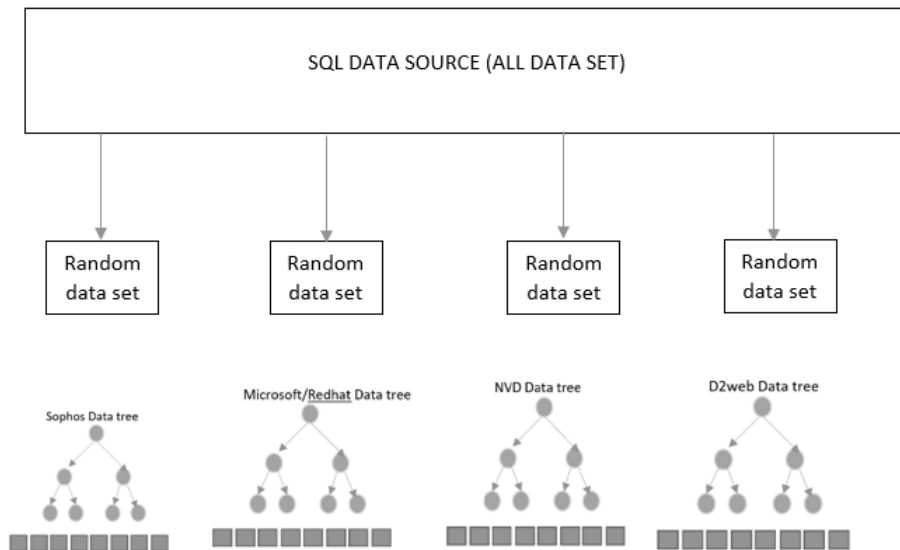 SQL DATA SOURCE (ALL DATA SET)
Random
data set
Random
data set
Random
data set
Random
data set
Sophos Data tree
Microsoft/Redhat Data tree
NVD Data tree
D2web Data tree